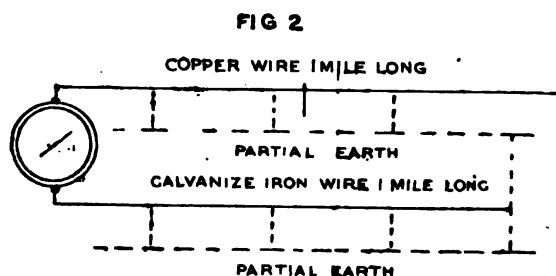 FIG 2
COPPER WIRE 1 MILE LONG
PARTIAL EARTH
GALVANIZE IRON WIRE 1 MILE LONG
PARTIAL EARTH